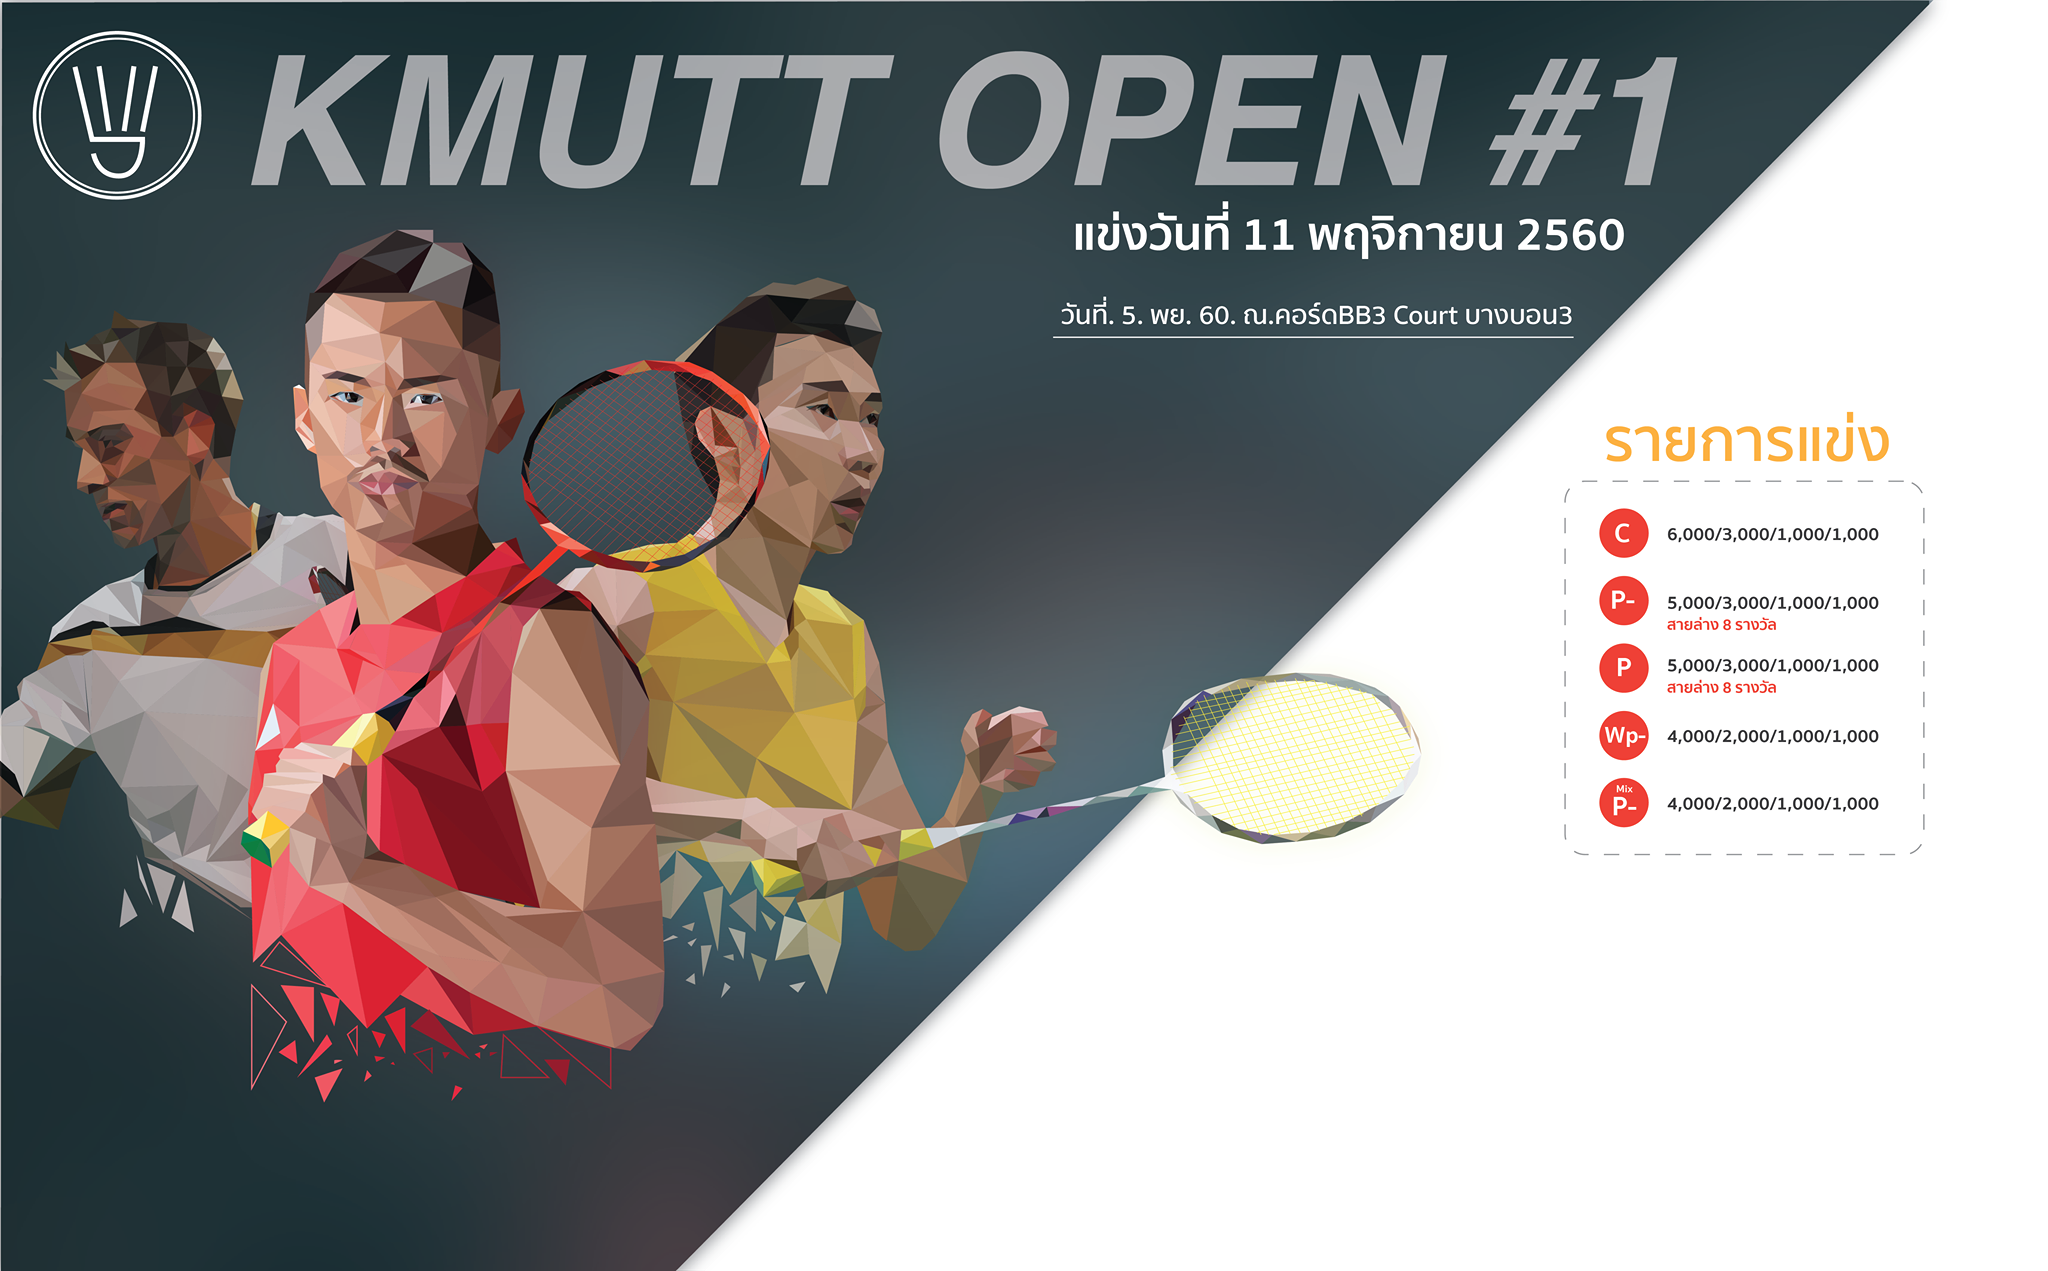 KMUTT OPEN #1
แข่งวันที่ 11 พฤจิกายน 2560
วันที่. 5. พย. 60. ณ.คอร์ดBB3 Court บางบอน3
รายการแข่ง
C 6,000/3,000/1,000/1,000
P- 5,000/3,000/1,000/1,000
สายล่าง 8 รางวัล
P 5,000/3,000/1,000/1,000
สายล่าง 8 รางวัล
Wp- 4,000/2,000/1,000/1,000
Mix
P- 4,000/2,000/1,000/1,000